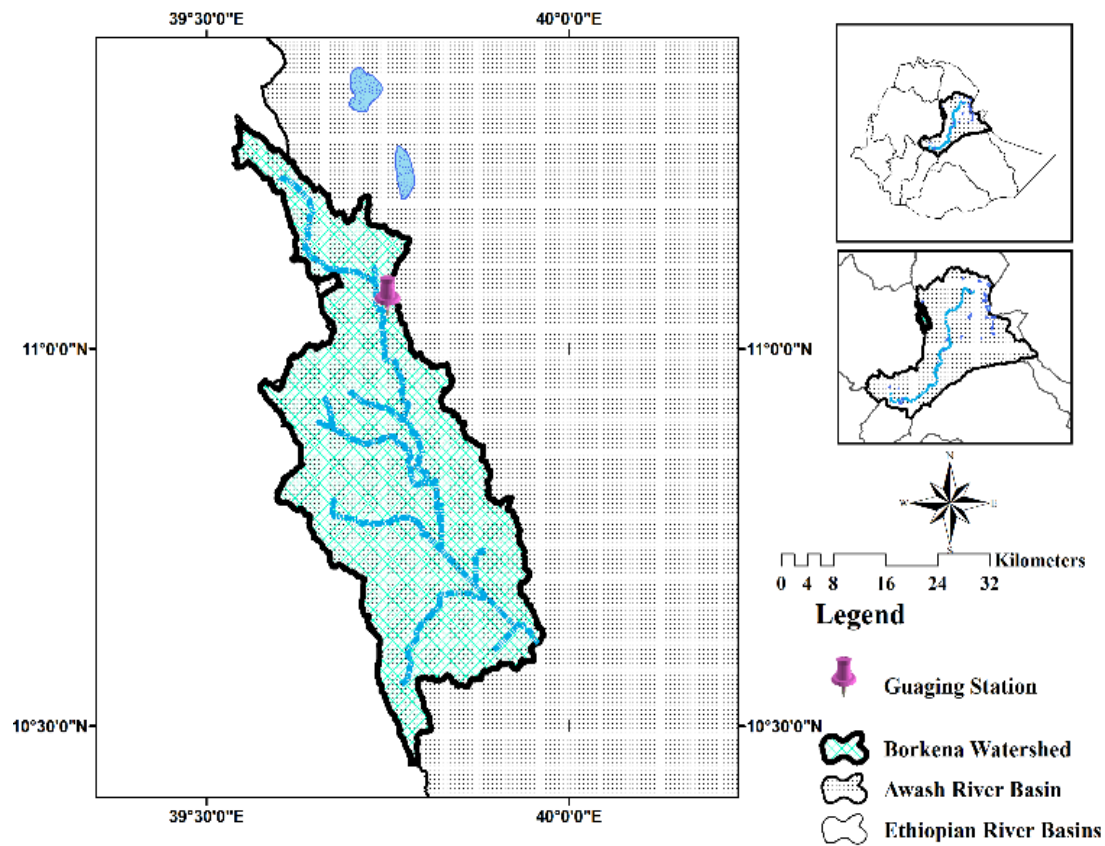 39°30'0"E
40°0'0"E
11°0'0"N
11°0'0"N
10°30'0"N
10°30'0"N
39°30'0"E
40°0'0"E
N
W
E
S
Kilometers
0 4 8 16 24 32
Legend
Guaging Station
Borkena Watershed
Awash River Basin
Ethiopian River Basins